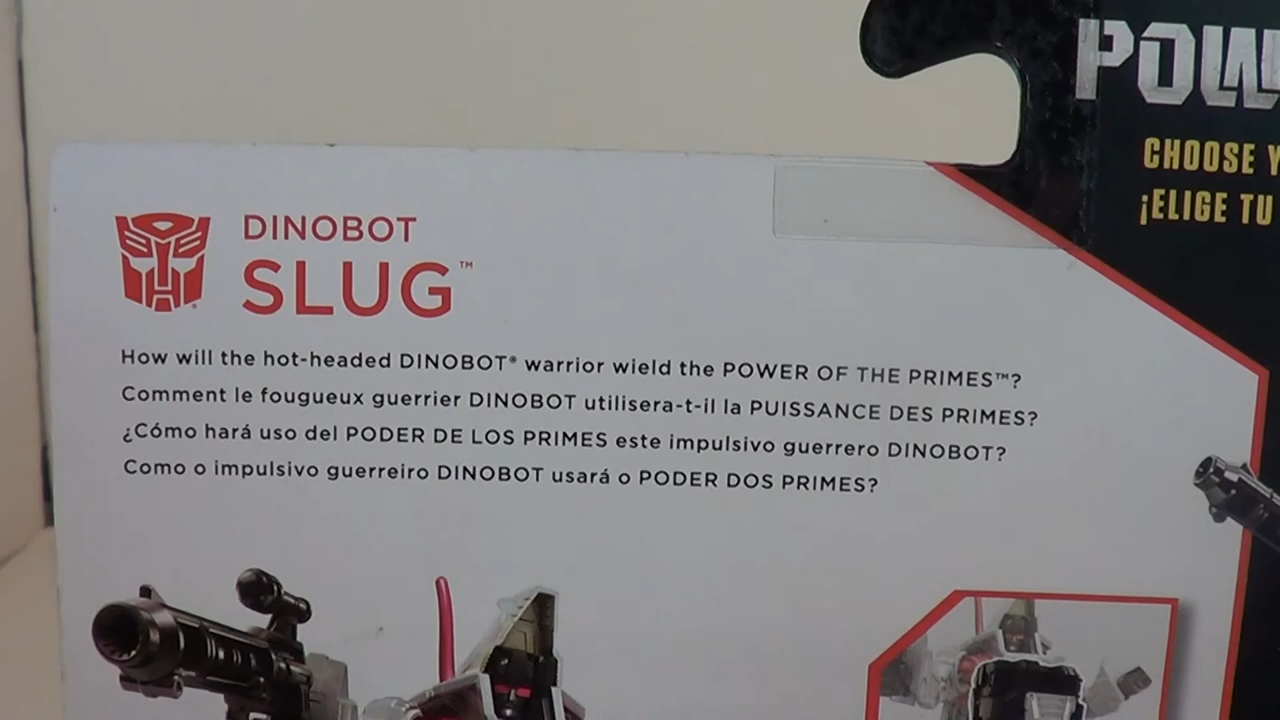 POW
CHOOSE Y
¡ELIGE TU
DINOBOT
SLUG™
How will the hot-headed DINOBOT® warrior wield the POWER OF THE PRIMES™?
Comment le fougueux guerrier DINOBOT utilisera-t-il la PUISSANCE DES PRIMES?
¿Cómo hará uso del PODER DE LOS PRIMES este impulsivo guerrero DINOBOT?
Como o impulsivo guerreiro DINOBOT usará o PODER DOS PRIMES?